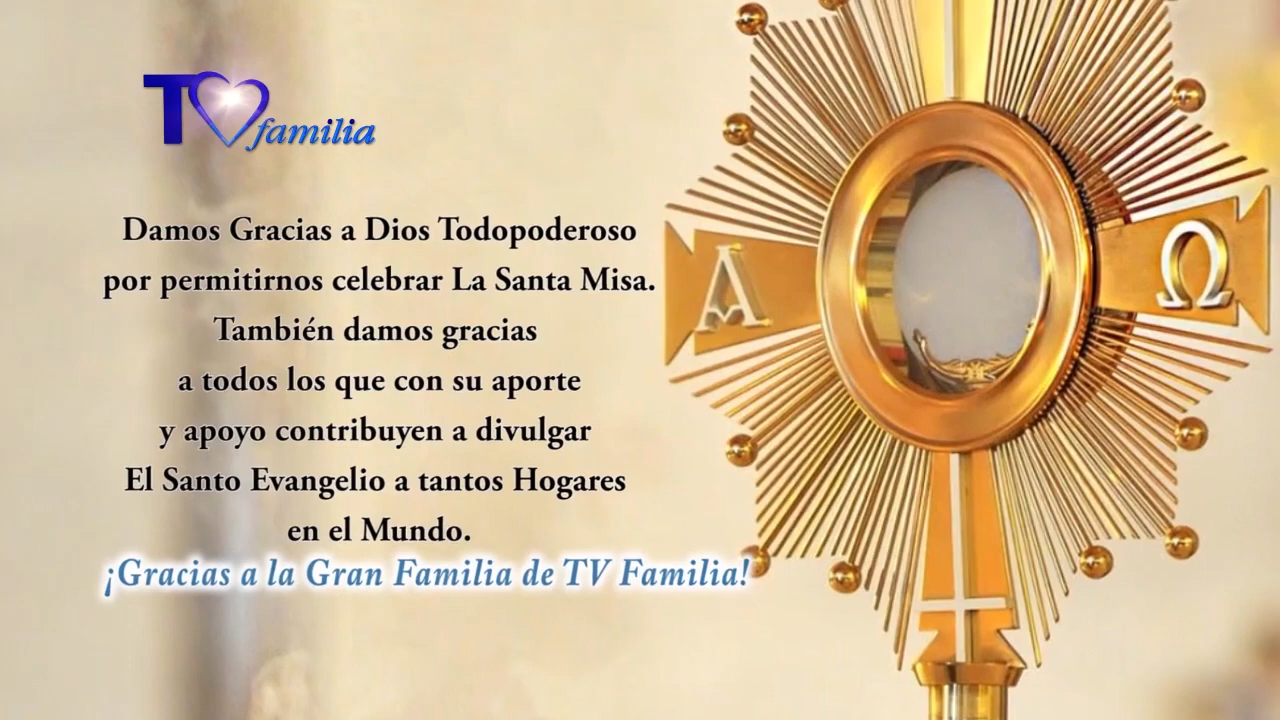 TV familia
Damos Gracias a Dios Todopoderoso
por permitirnos celebrar La Santa Misa.
También damos gracias
a todos los que con su aporte
y apoyo contribuyen a divulgar
El Santo Evangelio a tantos Hogares
en el Mundo.
¡Gracias a la Gran Familia de TV Familia!
Α Ω